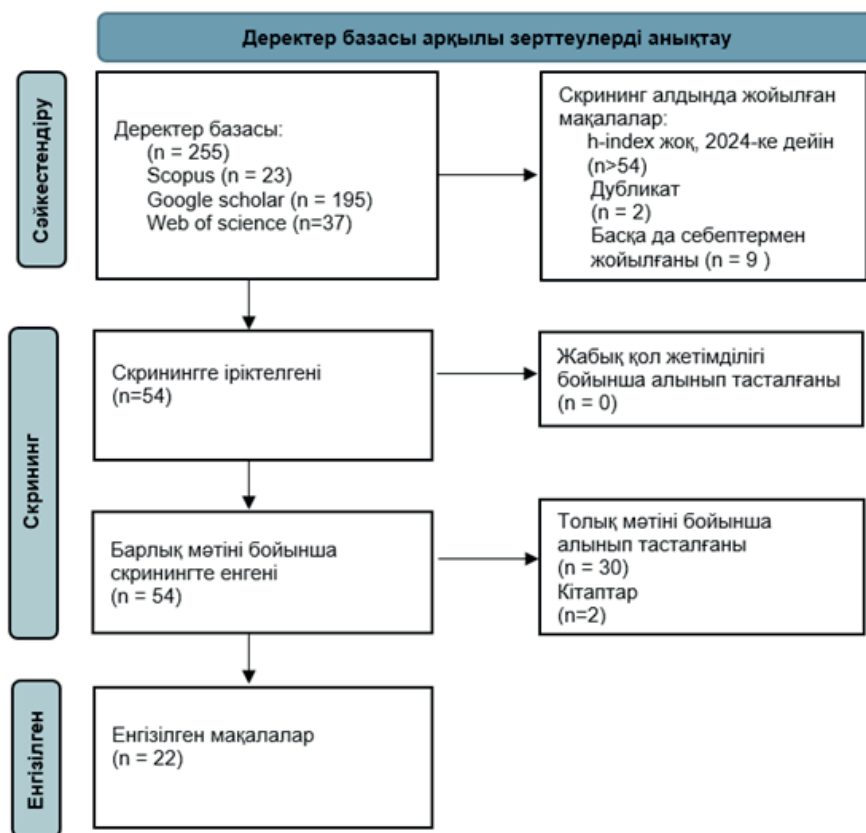 Деректер базасы арқылы зерттеулерді анықтау
Сәйкестендіру
Деректер базасы:
(n = 255)
Scopus (n = 23)
Google scholar (n = 195)
Web of science (n=37)
Скрининг алдында жойылған
мақалалар:
h-index жоқ, 2024-ке дейін
(n>54)
Дубликат
(n = 2)
Басқа да себептермен
жойылғаны (n = 9 )
Скрининг
Скринингге іріктелгені
(n=54)
Жабық қол жетімділігі
бойынша алынып тасталғаны
(n = 0)
Барлық мәтіні бойынша
скринингте енгені
(n = 54)
Толық мәтіні бойынша
алынып тасталғаны
(n = 30)
Кітаптар
(n=2)
Енгізілген
Енгізілген мақалалар
(n = 22)